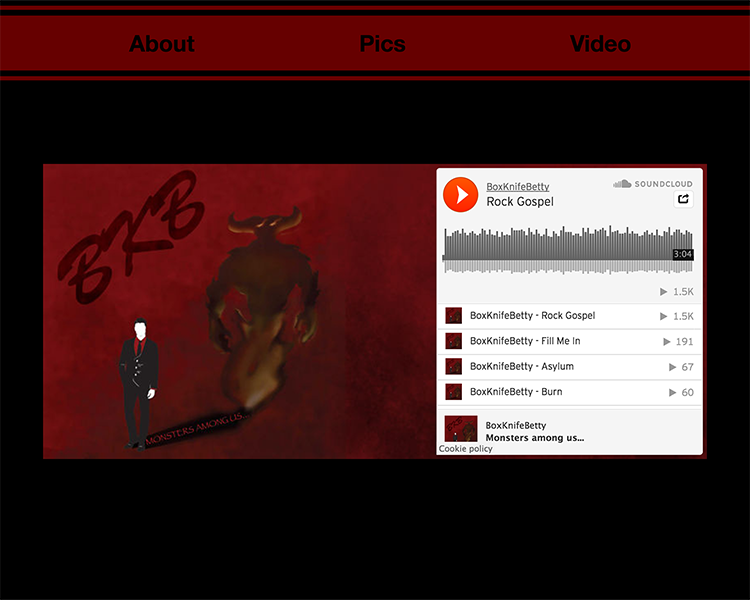 About Pics Video
BKB
MONSTERS AMONG US...
BoxKnifeBetty
SOUNDCLOUD
Rock Gospel
3:04
1.5K
BoxKnifeBetty - Rock Gospel 1.5K
BoxKnifeBetty - Fill Me In 191
BoxKnifeBetty - Asylum 67
BoxKnifeBetty - Burn 60
BoxKnifeBetty
Monsters among us...
Cookie policy